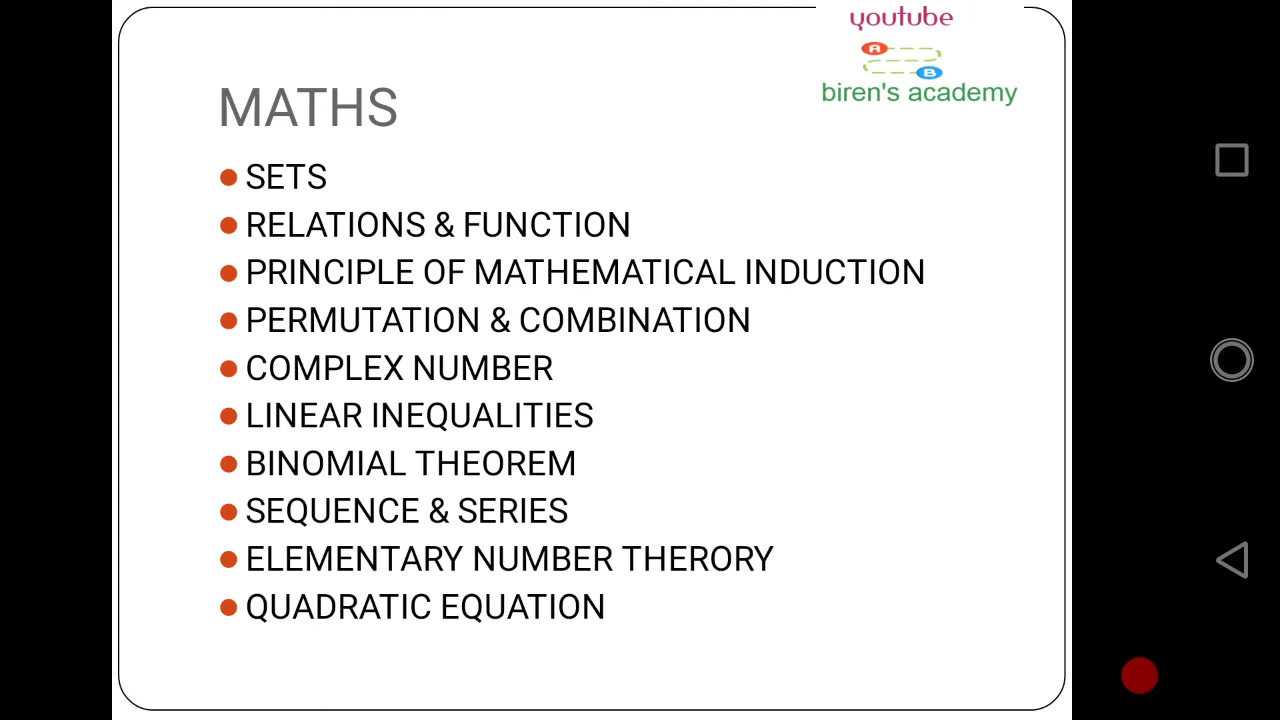 youtube
A
B
biren's academy
MATHS
SETS
RELATIONS & FUNCTION
PRINCIPLE OF MATHEMATICAL INDUCTION
PERMUTATION & COMBINATION
COMPLEX NUMBER
LINEAR INEQUALITIES
BINOMIAL THEOREM
SEQUENCE & SERIES
ELEMENTARY NUMBER THERORY
QUADRATIC EQUATION